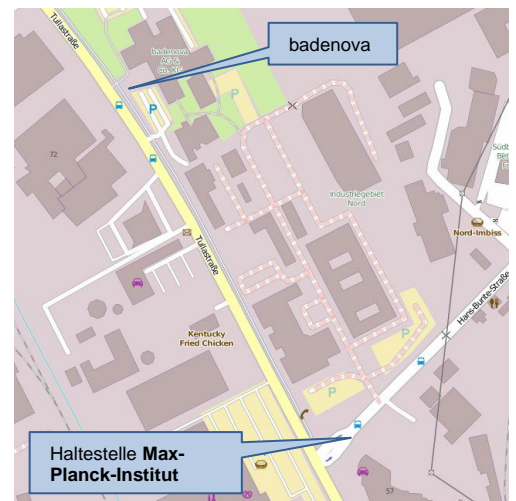 Tullastraße
badenova
badenova
AG &
Co. KG
P
P
72
Industriegebiet
Nord
Nord-Imbiss
Tullastraße
Hans-Bunte-Straße
Kentucky
Fried Chicken
P
P
Haltestelle Max-
Planck-Institut
57